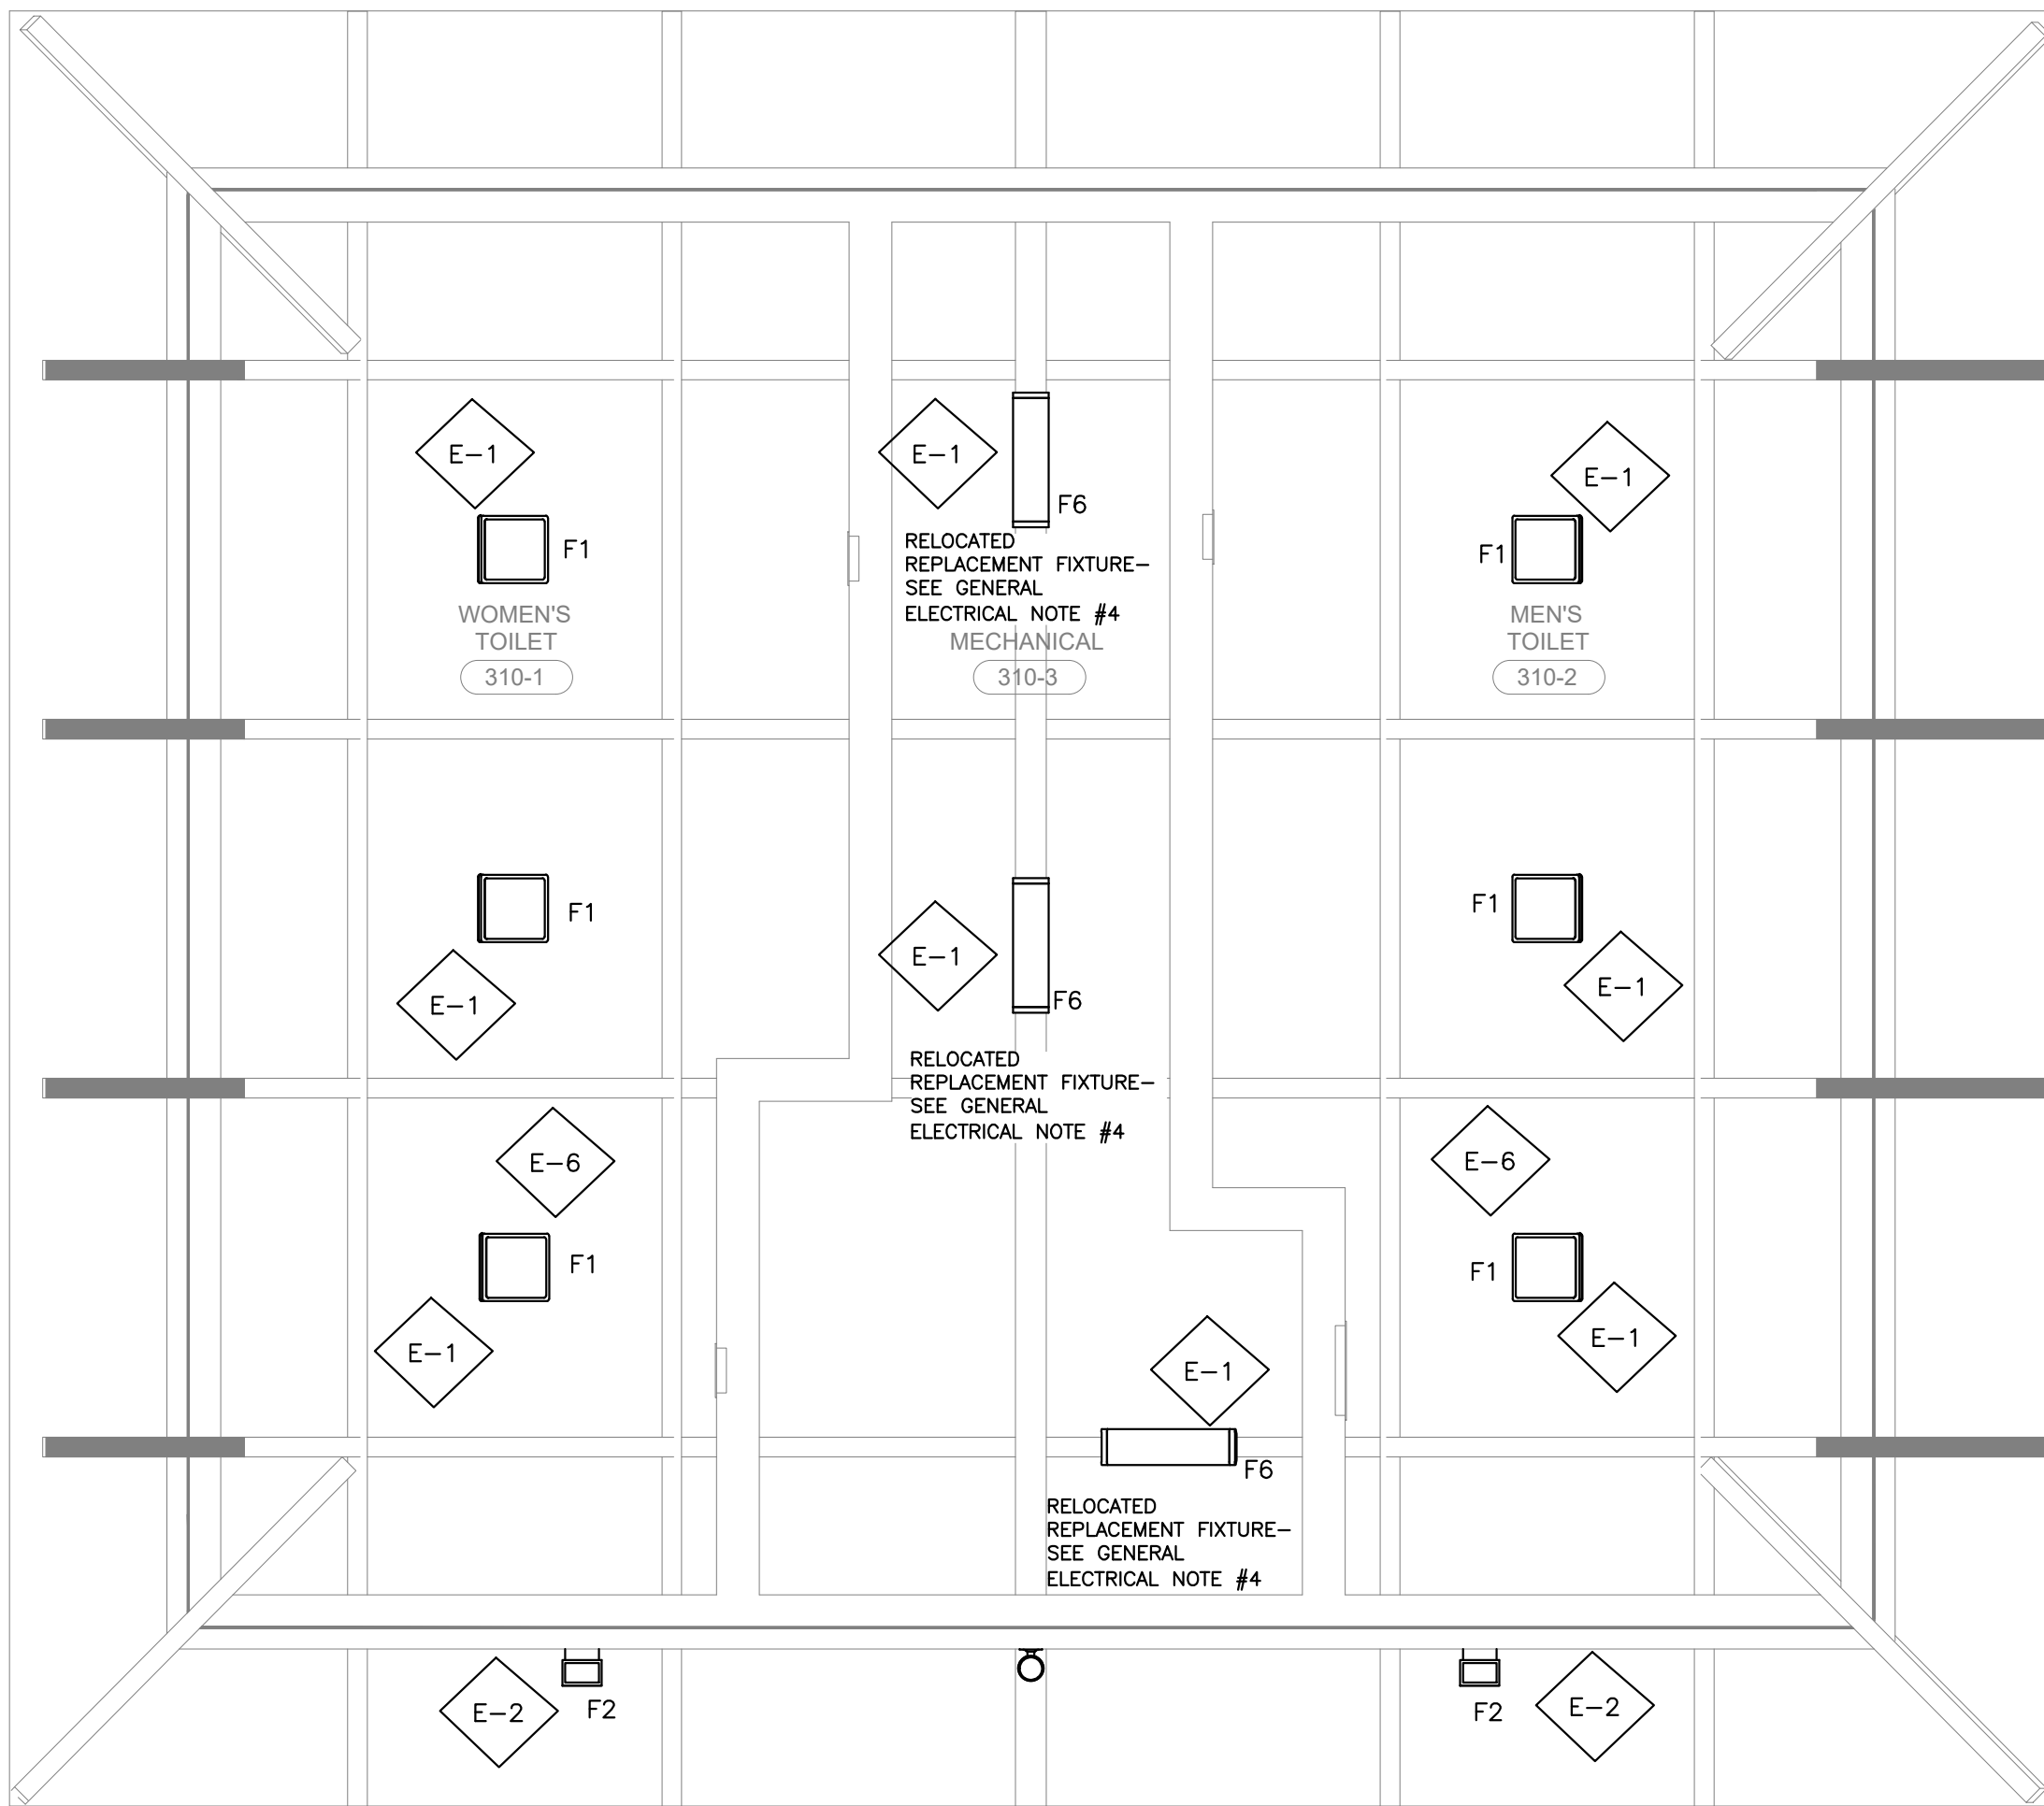 E-1
E-1
F6
E-1
F1
RELOCATED
REPLACEMENT FIXTURE-
SEE GENERAL
ELECTRICAL NOTE #4
F1
WOMEN'S
TOILET
310-1
MECHANICAL
310-3
MEN'S
TOILET
310-2
F1
F1
E-1
E-1
F6
E-1
RELOCATED
REPLACEMENT FIXTURE-
SEE GENERAL
ELECTRICAL NOTE #4
E-6
E-6
F1
F1
E-1
E-1
E-1
F6
RELOCATED
REPLACEMENT FIXTURE-
SEE GENERAL
ELECTRICAL NOTE #4
E-2
F2
F2
E-2